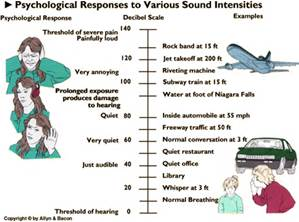 ► Psychological Responses to Various Sound Intensities
Psychological Response
Decibel Scale
Examples
Threshold of severe pain
Painfully loud
140
Rock band at 15 ft
120
Jet takeoff at 200 ft
Very annoying
Riveting machine
100
Subway train at 15 ft
Prolonged exposure
produces damage
to hearing
Water at foot of Niagara Falls
Quiet
80
Inside automobile at 55 mph
Freeway traffic at 50 ft
Very quiet
60
Normal conversation at 3 ft
Quiet restaurant
Just audible
40
Quiet office
Library
20
Whisper at 3 ft
Normal Breathing
Threshold of hearing
0
Copyright © by Allyn & Bacon